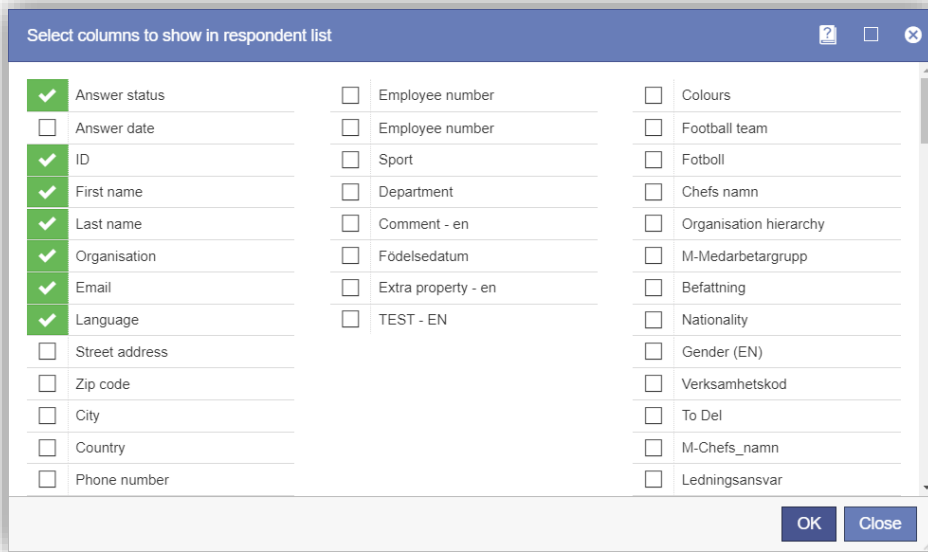 Select columns to show in respondent list
Answer status
Answer date
ID
First name
Last name
Organisation
Email
Language
Street address
Zip code
City
Country
Phone number
Employee number
Employee number
Sport
Department
Comment - en
Födelsedatum
Extra property - en
TEST - EN
Colours
Football team
Fotboll
Chefs namn
Organisation hierarchy
M-Medarbetargrupp
Befattning
Nationality
Gender (EN)
Verksamhetskod
To Del
M-Chefs_namn
Ledningsansvar
OK
Close